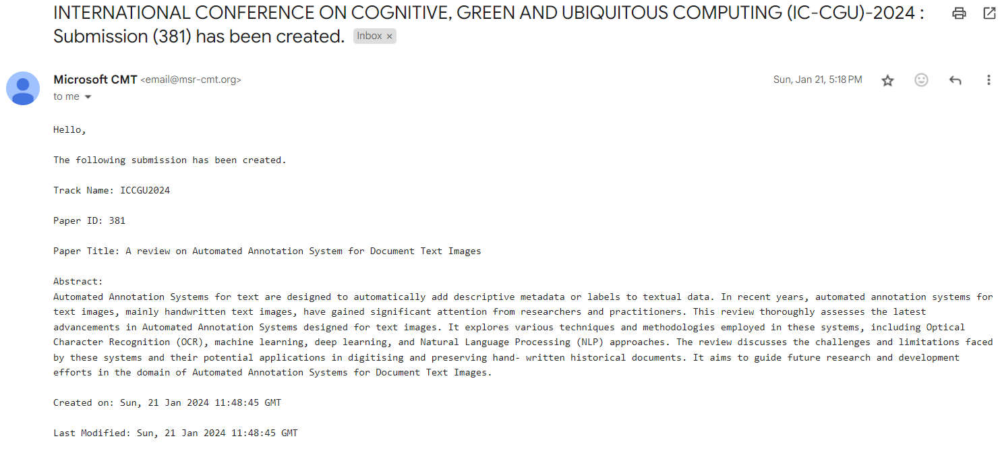 INTERNATIONAL CONFERENCE ON COGNITIVE, GREEN AND UBIQUITOUS COMPUTING (IC-CGU)-2024 :
Submission (381) has been created. Inbox ×
Microsoft CMT <email@msr-cmt.org>
Sun, Jan 21, 5:18 PM
to me
Hello,
The following submission has been created.
Track Name: ICCGU2024
Paper ID: 381
Paper Title: A review on Automated Annotation System for Document Text Images
Abstract:
Automated Annotation Systems for text are designed to automatically add descriptive metadata or labels to textual data. In recent years, automated annotation systems for
text images, mainly handwritten text images, have gained significant attention from researchers and practitioners. This review thoroughly assesses the latest
advancements in Automated Annotation Systems designed for text images. It explores various techniques and methodologies employed in these systems, including Optical
Character Recognition (OCR), machine learning, deep learning, and Natural Language Processing (NLP) approaches. The review discusses the challenges and limitations faced
by these systems and their potential applications in digitising and preserving hand- written historical documents. It aims to guide future research and development
efforts in the domain of Automated Annotation Systems for Document Text Images.
Created on: Sun, 21 Jan 2024 11:48:45 GMT
Last Modified: Sun, 21 Jan 2024 11:48:45 GMT